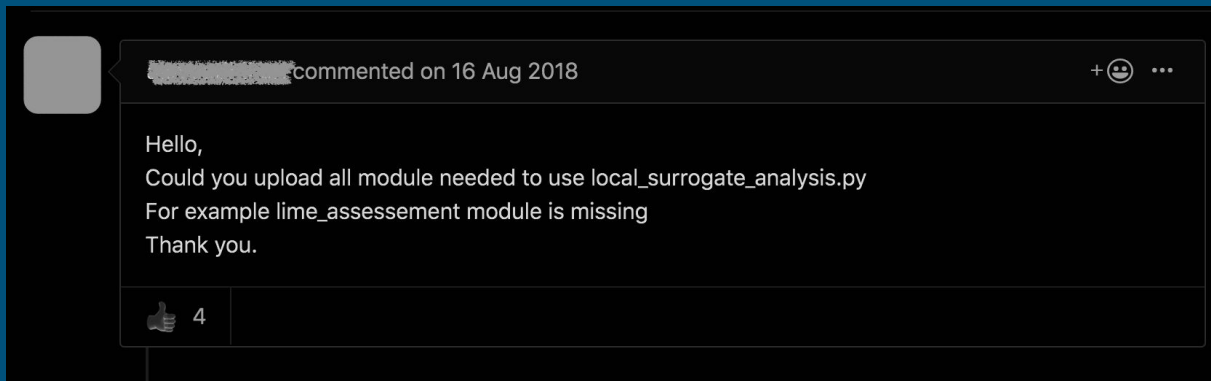 commented on 16 Aug 2018
Hello,
Could you upload all module needed to use local_surrogate_analysis.py
For example lime_assessement module is missing
Thank you.
4